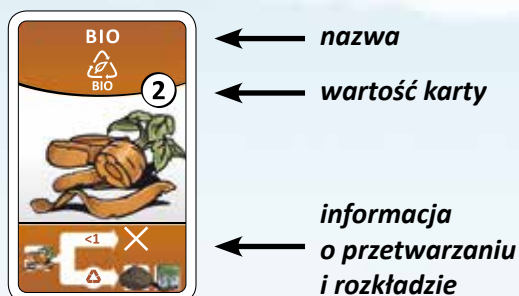 BIO
BIO
2
<1
nazwa
wartość karty
informacja
o przetwarzaniu
i rozkładzie